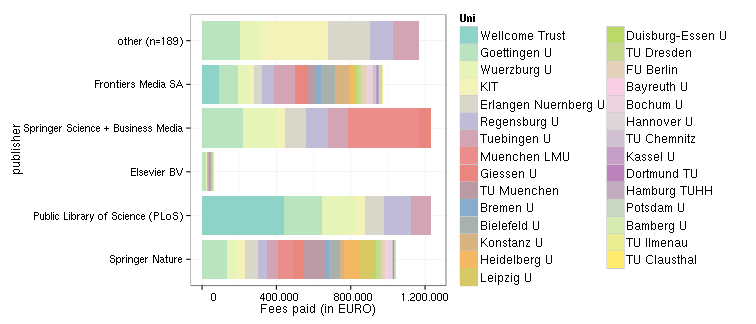 Uni
other (n=189)
Frontiers Media SA
Springer Science + Business Media
Elsevier BV
Public Library of Science (PLoS)
Springer Nature
publisher
0
400.000
800.000
1.200.000
Fees paid (in EURO)
Wellcome Trust
Goettingen U
Wuerzburg U
KIT
Erlangen Nuernberg U
Regensburg U
Tuebingen U
Muenchen LMU
Giessen U
TU Muenchen
Bremen U
Bielefeld U
Konstanz U
Heidelberg U
Leipzig U
Duisburg-Essen U
TU Dresden
FU Berlin
Bayreuth U
Bochum U
Hannover U
TU Chemnitz
Kassel U
Dortmund TU
Hamburg TUHH
Potsdam U
Bamberg U
TU Ilmenau
TU Clausthal